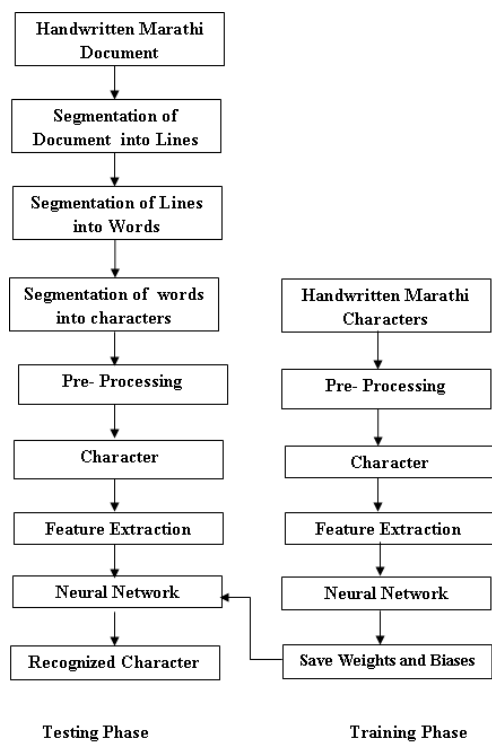 Handwritten Marathi
Document
Segmentation of
Document into Lines
Segmentation of Lines
into Words
Segmentation of words
into characters
Pre- Processing
Character
Feature Extraction
Neural Network
Recognized Character
Testing Phase
Handwritten Marathi
Characters
Pre- Processing
Character
Feature Extraction
Neural Network
Save Weights and Biases
Training Phase